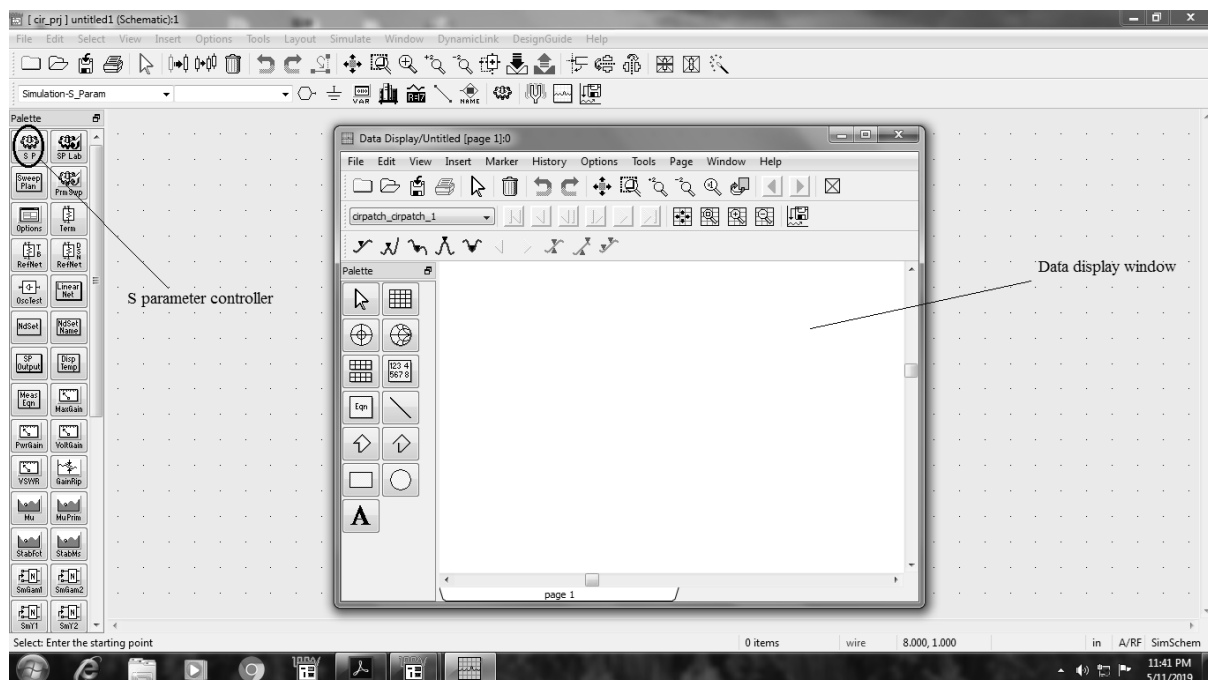 [ cir_prj ] untitled1 (Schematic):1
File Edit Select View Insert Options Tools Layout Simulate Window DynamicLink DesignGuide Help
Simulation-S_Param
VAR
NAME
Palette
S P
SP Lab
Sweep Plan
Prm Swp
Options
Term
RefNet
RefNet
OscTest
Linear Net
NdSet
NdSet Name
SP Output
Disp Temp
Meas Eqn
MaxGain
PwrGain
VoltGain
VSWR
GainRip
Mu
MuPrim
StabFct
StabMs
SmGam1
SmGam2
SmY1
SmY2
S parameter controller
Data Display/Untitled [page 1]:0
File Edit View Insert Marker History Options Tools Page Window Help
cirpatch_cirpatch_1
Palette
123 4
567 8
Eqn
A
page 1
Data display window
Select: Enter the starting point
0 items
wire
8.000, 1.000
in
A/RF
SimSchem
11:41 PM
5/11/2019